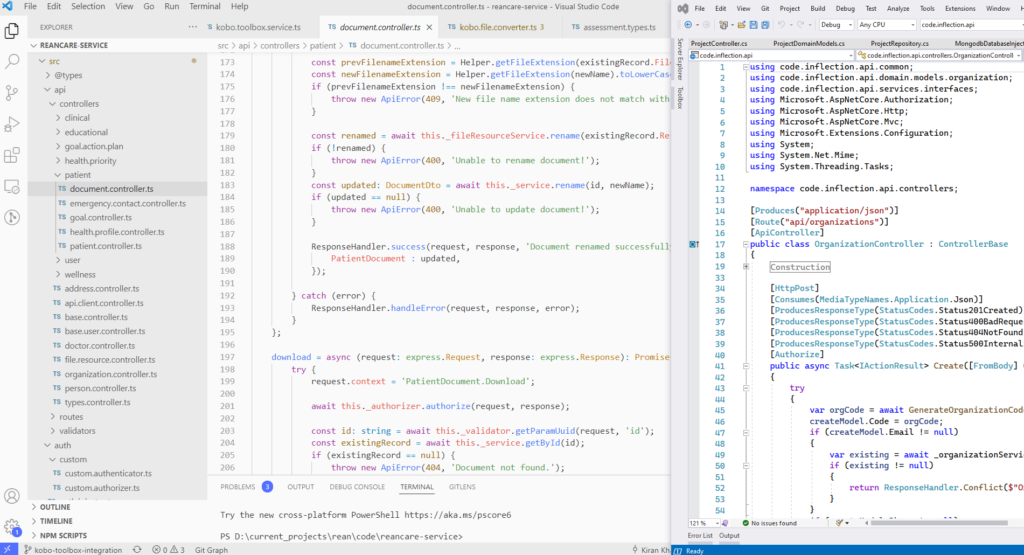 File Edit Selection View Go Run Terminal Help
document.controller.ts - reancare-service - Visual Studio Code
EXPLORER
REANCARE-SERVICE
src
@types
api
controllers
clinical
educational
goal.action.plan
health.priority
patient
TS document.controller.ts
TS emergency.contact.controller.ts
TS goal.controller.ts
TS health.profile.controller.ts
TS patient.controller.ts
user
wellness
TS address.controller.ts
TS api.client.controller.ts
TS base.controller.ts
TS base.user.controller.ts
TS doctor.controller.ts
TS file.resource.controller.ts
TS organization.controller.ts
TS person.controller.ts
TS types.controller.ts
routes
validators
auth
custom
TS custom.authenticator.ts
TS custom.authorizer.ts
OUTLINE
TIMELINE
NPM SCRIPTS
TS kobo.toolbox.service.ts
TS document.controller.ts
TS kobo.file.converter.ts 3
TS assessment.types.ts
src > api > controllers > patient > TS document.controller.ts > ...
173 const prevFilenameExtension = Helper.getFileExtension(existingRecord.File
174 const newFilenameExtension = Helper.getFileExtension(newName).toLowerCase
175 if (prevFilenameExtension !== newFilenameExtension) {
176 throw new ApiError(409, 'New file name extension does not match with
177 }
178
179 const renamed = await this._fileResourceService.rename(existingRecord.Re
180 if (!renamed) {
181 throw new ApiError(400, 'Unable to rename document!');
182 }
183 const updated: DocumentDto = await this._service.rename(id, newName);
184 if (updated == null) {
185 throw new ApiError(400, 'Unable to update document!');
186 }
187
188 ResponseHandler.success(request, response, 'Document renamed successfull
189 PatientDocument : updated,
190 });
191
192 } catch (error) {
193 ResponseHandler.handleError(request, response, error);
194 }
195 };
196
197 download = async (request: express.Request, response: express.Response): Promise
198 try {
199 request.context = 'PatientDocument.Download';
200
201 await this._authorizer.authorize(request, response);
202
203 const id: string = await this._validator.getParamUuid(request, 'id');
204 const existingRecord = await this._service.getById(id);
205 if (existingRecord == null) {
206 throw new ApiError(404, 'Document not found.');
PROBLEMS 3 OUTPUT DEBUG CONSOLE TERMINAL GITLENS
Try the new cross-platform PowerShell https://aka.ms/pscore6
PS D:\current_projects\rean\code\reancare-service>
kobo-toolbox-integration 0 3 Git Graph
Kiran Kh
File Edit View Git Project Build Debug Test Analyze Tools Extensions Window
Debug Any CPU code.inflection.api
Server Explorer
Toolbox
ProjectController.cs ProjectDomainModels.cs ProjectRepository.cs MongodbDatabaseInject
code.inflection.api
code.inflection.api.controllers.OrganizationControll
1 using code.inflection.api.common;
2 using code.inflection.api.domain.models.organization;
3 using code.inflection.api.services.interfaces;
4 using Microsoft.AspNetCore.Authorization;
5 using Microsoft.AspNetCore.Http;
6 using Microsoft.AspNetCore.Mvc;
7 using Microsoft.Extensions.Configuration;
8 using System;
9 using System.Net.Mime;
10 using System.Threading.Tasks;
11
12 namespace code.inflection.api.controllers;
13
14 [Produces("application/json")]
15 [Route("api/organizations")]
16 [ApiController]
17 public class OrganizationController : ControllerBase
18 {
19 Construction
33
34 [HttpPost]
35 [Consumes(MediaTypeNames.Application.Json)]
36 [ProducesResponseType(StatusCodes.Status201Created)
37 [ProducesResponseType(StatusCodes.Status400BadReque
38 [ProducesResponseType(StatusCodes.Status404NotFound
39 [ProducesResponseType(StatusCodes.Status500Internal
40 [Authorize]
41 public async Task<IActionResult> Create([FromBody]
42 {
43 try
44 {
45 var orgCode = await GenerateOrganizationCod
46 createModel.Code = orgCode;
47 if (createModel.Email != null)
48 {
49 var existing = await _organizationServi
50 if (existing != null)
51 {
52 return ResponseHandler.Conflict($"O
53 }
54 }
121 % No issues found
Error List Output
Ready